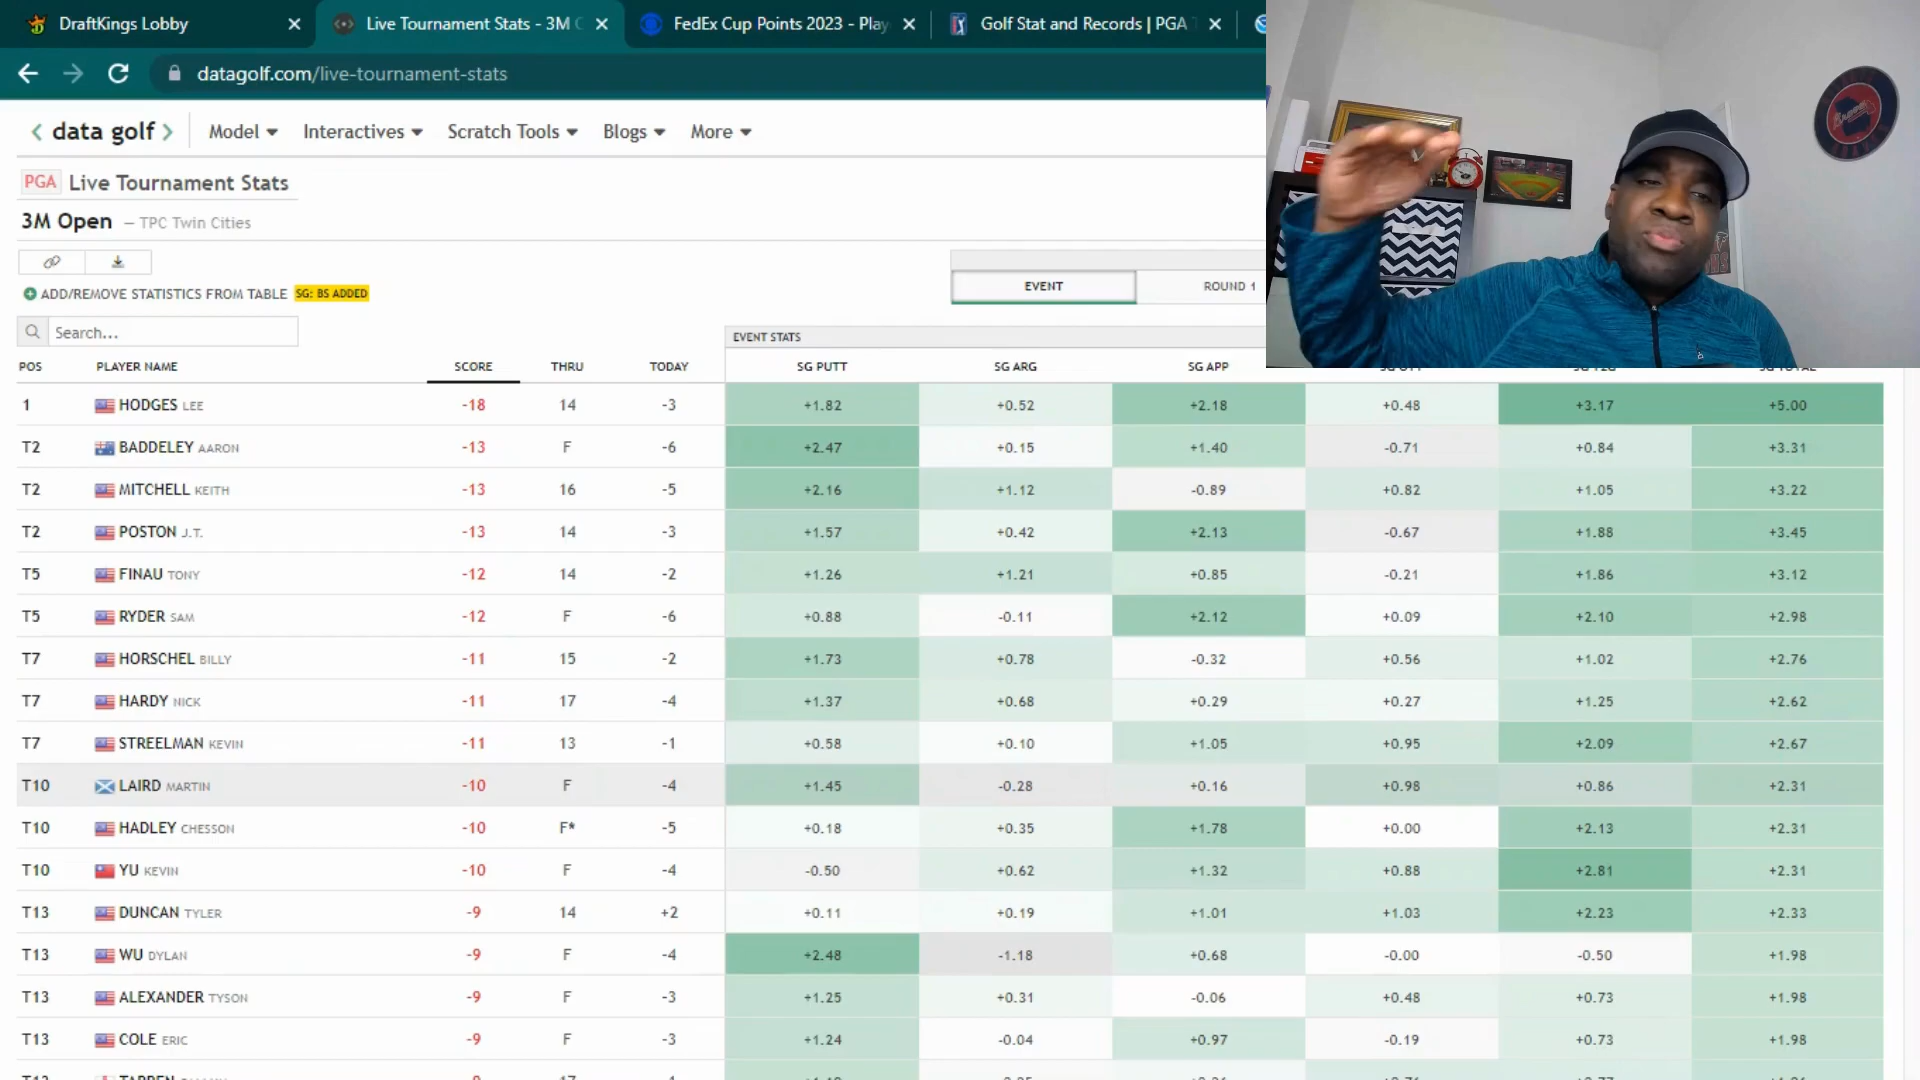 DraftKings Lobby
Live Tournament Stats - 3M C
FedEx Cup Points 2023 - Play
Golf Stat and Records | PGA T
datagolf.com/live-tournament-stats
data golf
Model
Interactives
Scratch Tools
Blogs
More
PGA Live Tournament Stats
3M Open – TPC Twin Cities
ADD/REMOVE STATISTICS FROM TABLE SG: BS ADDED
EVENT ROUND 1
Search...
EVENT STATS
POS PLAYER NAME SCORE THRU TODAY SG PUTT SG ARG SG APP
1 HODGES LEE -18 14 -3 +1.82 +0.52 +2.18 +0.48 +3.17 +5.00
T2 BADDELEY AARON -13 F -6 +2.47 +0.15 +1.40 -0.71 +0.84 +3.31
T2 MITCHELL KEITH -13 16 -5 +2.16 +1.12 -0.89 +0.82 +1.05 +3.22
T2 POSTON J.T. -13 14 -3 +1.57 +0.42 +2.13 -0.67 +1.88 +3.45
T5 FINAU TONY -12 14 -2 +1.26 +1.21 +0.85 -0.21 +1.86 +3.12
T5 RYDER SAM -12 F -6 +0.88 -0.11 +2.12 +0.09 +2.10 +2.98
T7 HORSCHEL BILLY -11 15 -2 +1.73 +0.78 -0.32 +0.56 +1.02 +2.76
T7 HARDY NICK -11 17 -4 +1.37 +0.68 +0.29 +0.27 +1.25 +2.62
T7 STREELMAN KEVIN -11 13 -1 +0.58 +0.10 +1.05 +0.95 +2.09 +2.67
T10 LAIRD MARTIN -10 F -4 +1.45 -0.28 +0.16 +0.98 +0.86 +2.31
T10 HADLEY CHESSON -10 F* -5 +0.18 +0.35 +1.78 +0.00 +2.13 +2.31
T10 YU KEVIN -10 F -4 -0.50 +0.62 +1.32 +0.88 +2.81 +2.31
T13 DUNCAN TYLER -9 14 +2 +0.11 +0.19 +1.01 +1.03 +2.23 +2.33
T13 WU DYLAN -9 F -4 +2.48 -1.18 +0.68 -0.00 -0.50 +1.98
T13 ALEXANDER TYSON -9 F -3 +1.25 +0.31 -0.06 +0.48 +0.73 +1.98
T13 COLE ERIC -9 F -3 +1.24 -0.04 +0.97 -0.19 +0.73 +1.98